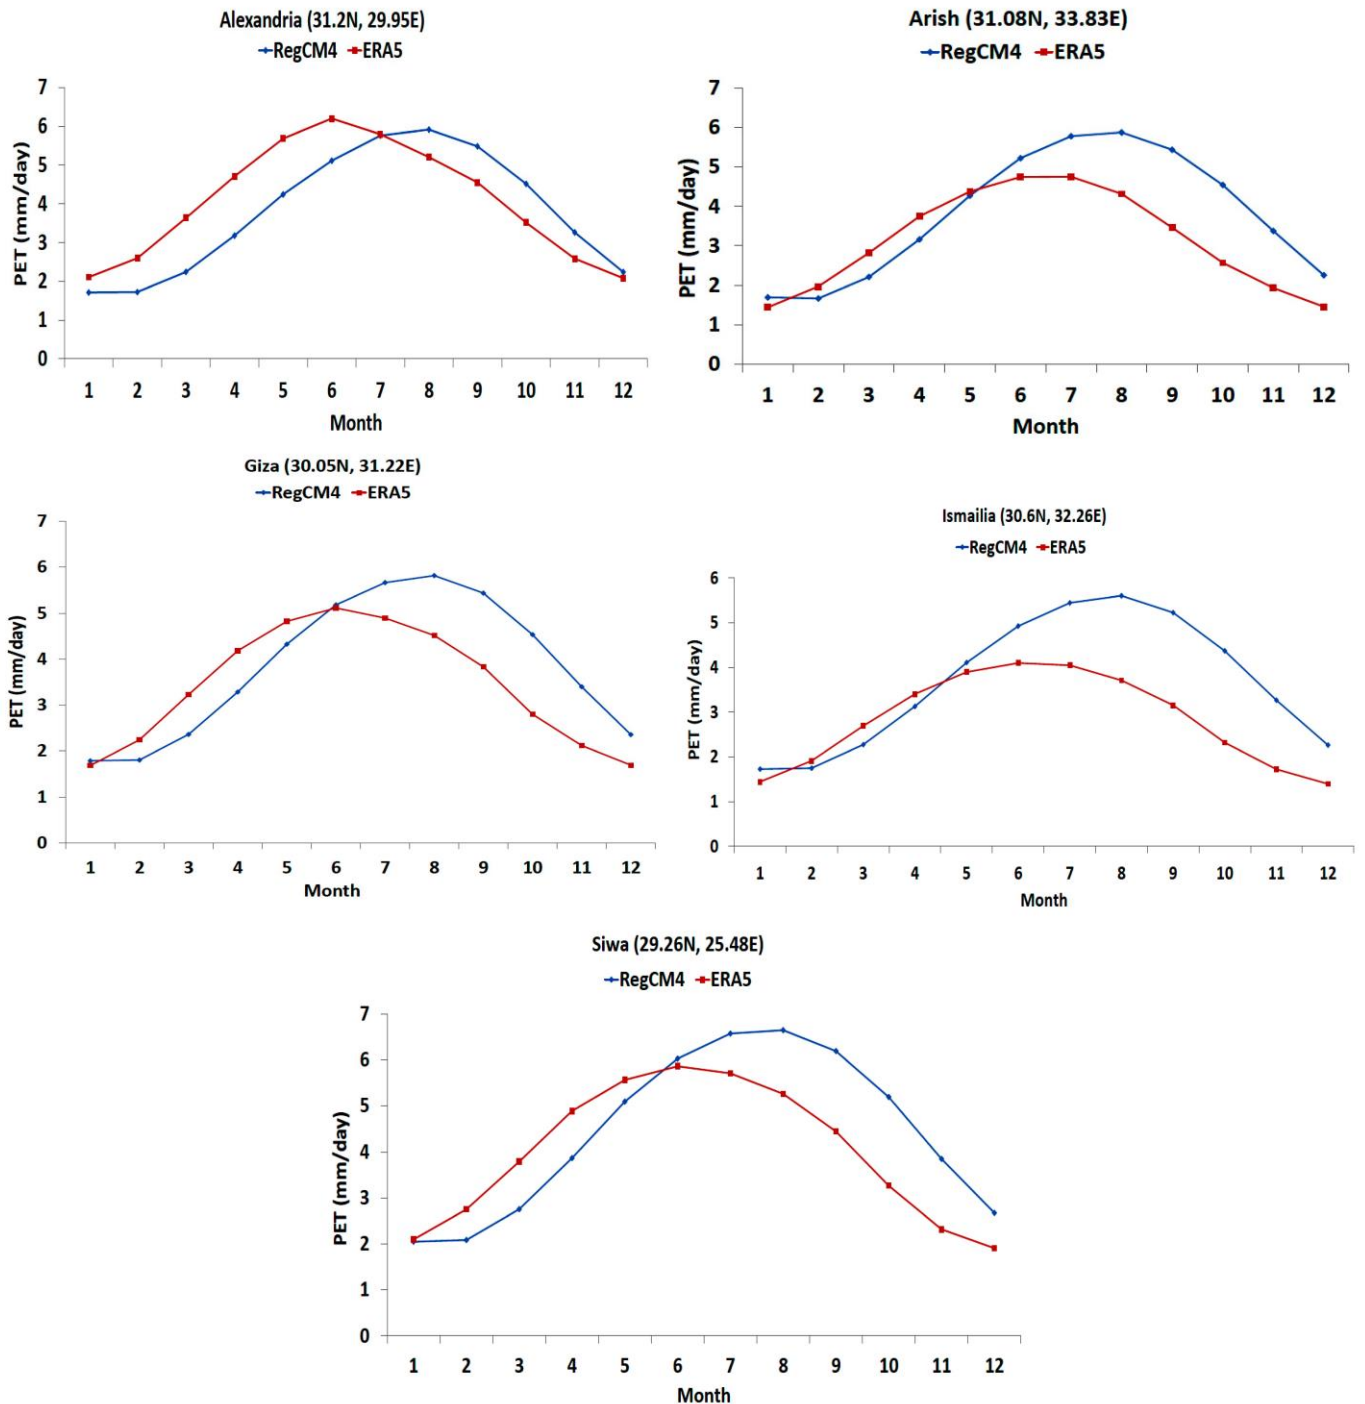 Alexandria (31.2N, 29.95E)
RegCM4 ERA5
PET (mm/day)
7
6
5
4
3
2
1
0
1 2 3 4 5 6 7 8 9 10 11 12
Month
Arish (31.08N, 33.83E)
RegCM4 ERA5
PET (mm/day)
7
6
5
4
3
2
1
0
1 2 3 4 5 6 7 8 9 10 11 12
Month
Giza (30.05N, 31.22E)
RegCM4 ERA5
PET (mm/day)
7
6
5
4
3
2
1
0
1 2 3 4 5 6 7 8 9 10 11 12
Month
Ismailia (30.6N, 32.26E)
RegCM4 ERA5
PET (mm/day)
6
5
4
3
2
1
0
1 2 3 4 5 6 7 8 9 10 11 12
Month
Siwa (29.26N, 25.48E)
RegCM4 ERA5
PET (mm/day)
7
6
5
4
3
2
1
0
1 2 3 4 5 6 7 8 9 10 11 12
Month